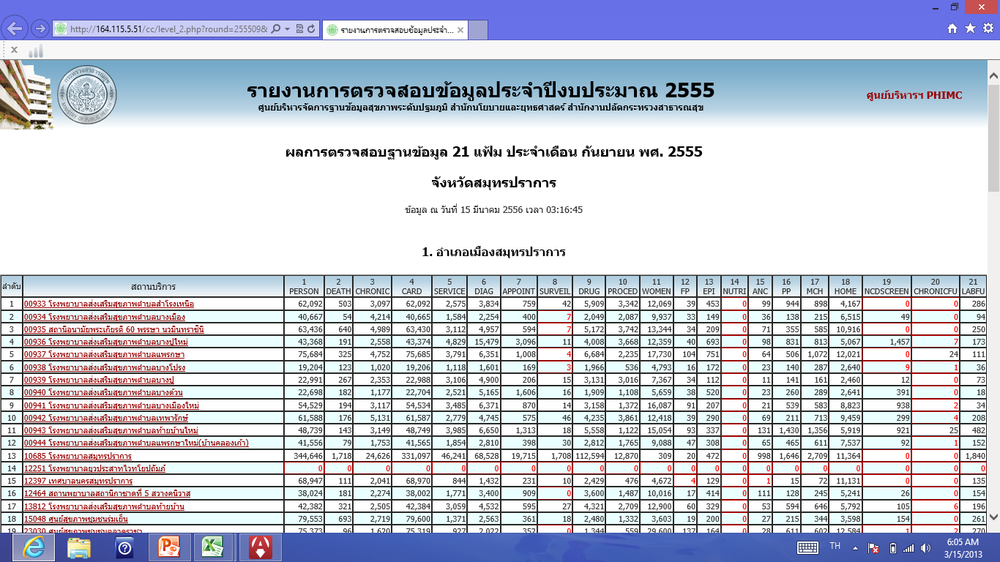 http://164.115.5.51/cc/level_2.php?round=255509&
รายงานการตรวจสอบข้อมูลประจำ...
รายงานการตรวจสอบข้อมูลประจำปีงบประมาณ 2555
ศูนย์บริหารจัดการฐานข้อมูลสุขภาพระดับปฐมภูมิ สำนักนโยบายและยุทธศาสตร์ สำนักงานปลัดกระทรวงสาธารณสุข
ศูนย์บริหารฯ PHIMC
ผลการตรวจสอบฐานข้อมูล 21 แฟ้ม ประจำเดือน กันยายน พศ. 2555
จังหวัดสมุทรปราการ
ข้อมูล ณ วันที่ 15 มีนาคม 2556 เวลา 03:16:45
1. อำเภอเมืองสมุทรปราการ
ลำดับ สถานบริการ 1 PERSON 2 DEATH 3 CHRONIC 4 CARD 5 SERVICE 6 DIAG 7 APPOINT 8 SURVEIL 9 DRUG 10 PROCED 11 WOMEN 12 FP 13 EPI 14 NUTRI 15 ANC 16 PP 17 MCH 18 HOME 19 NCDSCREEN 20 CHRONICFU 21 LABFU
1 00933 โรงพยาบาลส่งเสริมสุขภาพตำบลสำโรงเหนือ 62,092 503 3,097 62,092 2,575 3,834 759 42 5,909 3,342 12,069 39 453 0 99 944 898 4,167 0 0 286
2 00934 โรงพยาบาลส่งเสริมสุขภาพตำบลบางเมือง 40,667 54 4,214 40,665 1,584 2,254 400 7 2,049 2,087 9,937 33 149 0 36 138 215 6,515 49 0 94
3 00935 สถานีอนามัยพระเกียรติ 60 พรรษา นวมินทราชินี 63,436 640 4,989 63,430 3,112 4,957 594 7 5,172 3,742 13,344 34 209 0 71 355 585 10,916 0 0 250
4 00936 โรงพยาบาลส่งเสริมสุขภาพตำบลบางปูใหม่ 43,368 191 2,558 43,374 4,829 15,479 3,096 11 4,008 3,668 12,359 40 693 0 98 831 813 5,067 1,457 7 173
5 00937 โรงพยาบาลส่งเสริมสุขภาพตำบลแพรกษา 75,684 325 4,752 75,685 3,791 6,351 1,008 4 6,684 2,235 17,730 104 751 0 64 506 1,072 12,021 0 24 111
6 00938 โรงพยาบาลส่งเสริมสุขภาพตำบลบางโปรง 19,204 123 1,020 19,206 1,118 1,601 169 3 1,966 536 4,793 16 172 0 23 140 287 2,640 9 1 36
7 00939 โรงพยาบาลส่งเสริมสุขภาพตำบลบางปู 22,991 267 2,353 22,988 3,106 4,900 206 15 3,131 3,016 7,367 34 112 0 11 141 161 2,460 12 0 73
8 00940 โรงพยาบาลส่งเสริมสุขภาพตำบลบางด้วน 22,698 182 1,177 22,704 2,521 5,165 1,606 16 1,909 1,108 5,659 38 520 0 23 260 289 2,641 391 0 18
9 00941 โรงพยาบาลส่งเสริมสุขภาพตำบลบางเมืองใหม่ 54,529 194 3,117 54,534 3,485 6,371 870 14 3,158 1,372 16,087 91 207 0 21 539 583 8,823 938 2 34
10 00942 โรงพยาบาลส่งเสริมสุขภาพตำบลเทพารักษ์ 61,588 176 5,131 61,587 2,779 4,745 575 46 4,235 3,861 12,418 39 290 0 69 211 713 9,459 299 4 208
11 00943 โรงพยาบาลส่งเสริมสุขภาพตำบลท้ายบ้านใหม่ 48,739 143 3,149 48,749 3,985 6,650 1,313 18 5,558 1,122 15,054 93 337 0 131 1,430 1,356 5,919 921 25 482
12 00944 โรงพยาบาลส่งเสริมสุขภาพตำบลแพรกษาใหม่(บ้านคลองเก้า) 41,556 79 1,753 41,565 1,854 2,810 398 30 2,812 1,765 9,088 47 308 0 65 465 611 7,537 92 1 152
13 10685 โรงพยาบาลสมุทรปราการ 344,646 1,718 24,626 331,097 46,241 68,528 19,715 1,708 112,594 12,870 309 20 472 0 998 1,646 2,709 11,364 0 0 1,840
14 12251 โรงพยาบาลยุวประสาทไวทโยปถัมภ์ 0 0 0 0 0 0 0 0 0 0 0 0 0 0 0 0 0 0 0 0 0
15 12397 เทศบาลนครสมุทรปราการ 68,947 111 2,041 68,970 844 1,432 231 10 2,429 476 4,672 4 129 0 1 15 72 11,131 0 0 135
16 12464 สถานพยาบาลสถานีกาชาดที่ 5 สวางคนิวาส 38,024 181 2,274 38,002 1,771 3,400 909 0 3,600 1,487 10,016 17 414 0 111 128 245 5,241 26 0 154
17 13812 โรงพยาบาลส่งเสริมสุขภาพตำบลท้ายบ้าน 42,382 321 2,505 42,384 3,059 4,532 595 27 4,321 2,709 12,900 60 329 0 53 594 646 5,792 105 6 196
18 15048 ศูนย์สุขภาพชุมชนร่มเย็น 79,553 693 2,719 79,600 1,371 2,563 361 18 2,480 1,332 3,603 19 200 0 27 215 344 3,598 154 0 261
19 23030 ศูนย์สุขภาพชุมชนตลาดราชา 75,373 96 1,620 75,319 927 2,022 352 0 1,344 559 29,600 137 164 0 28 611 602 12,584 1 2 270
TH
6:05 AM
3/15/2013